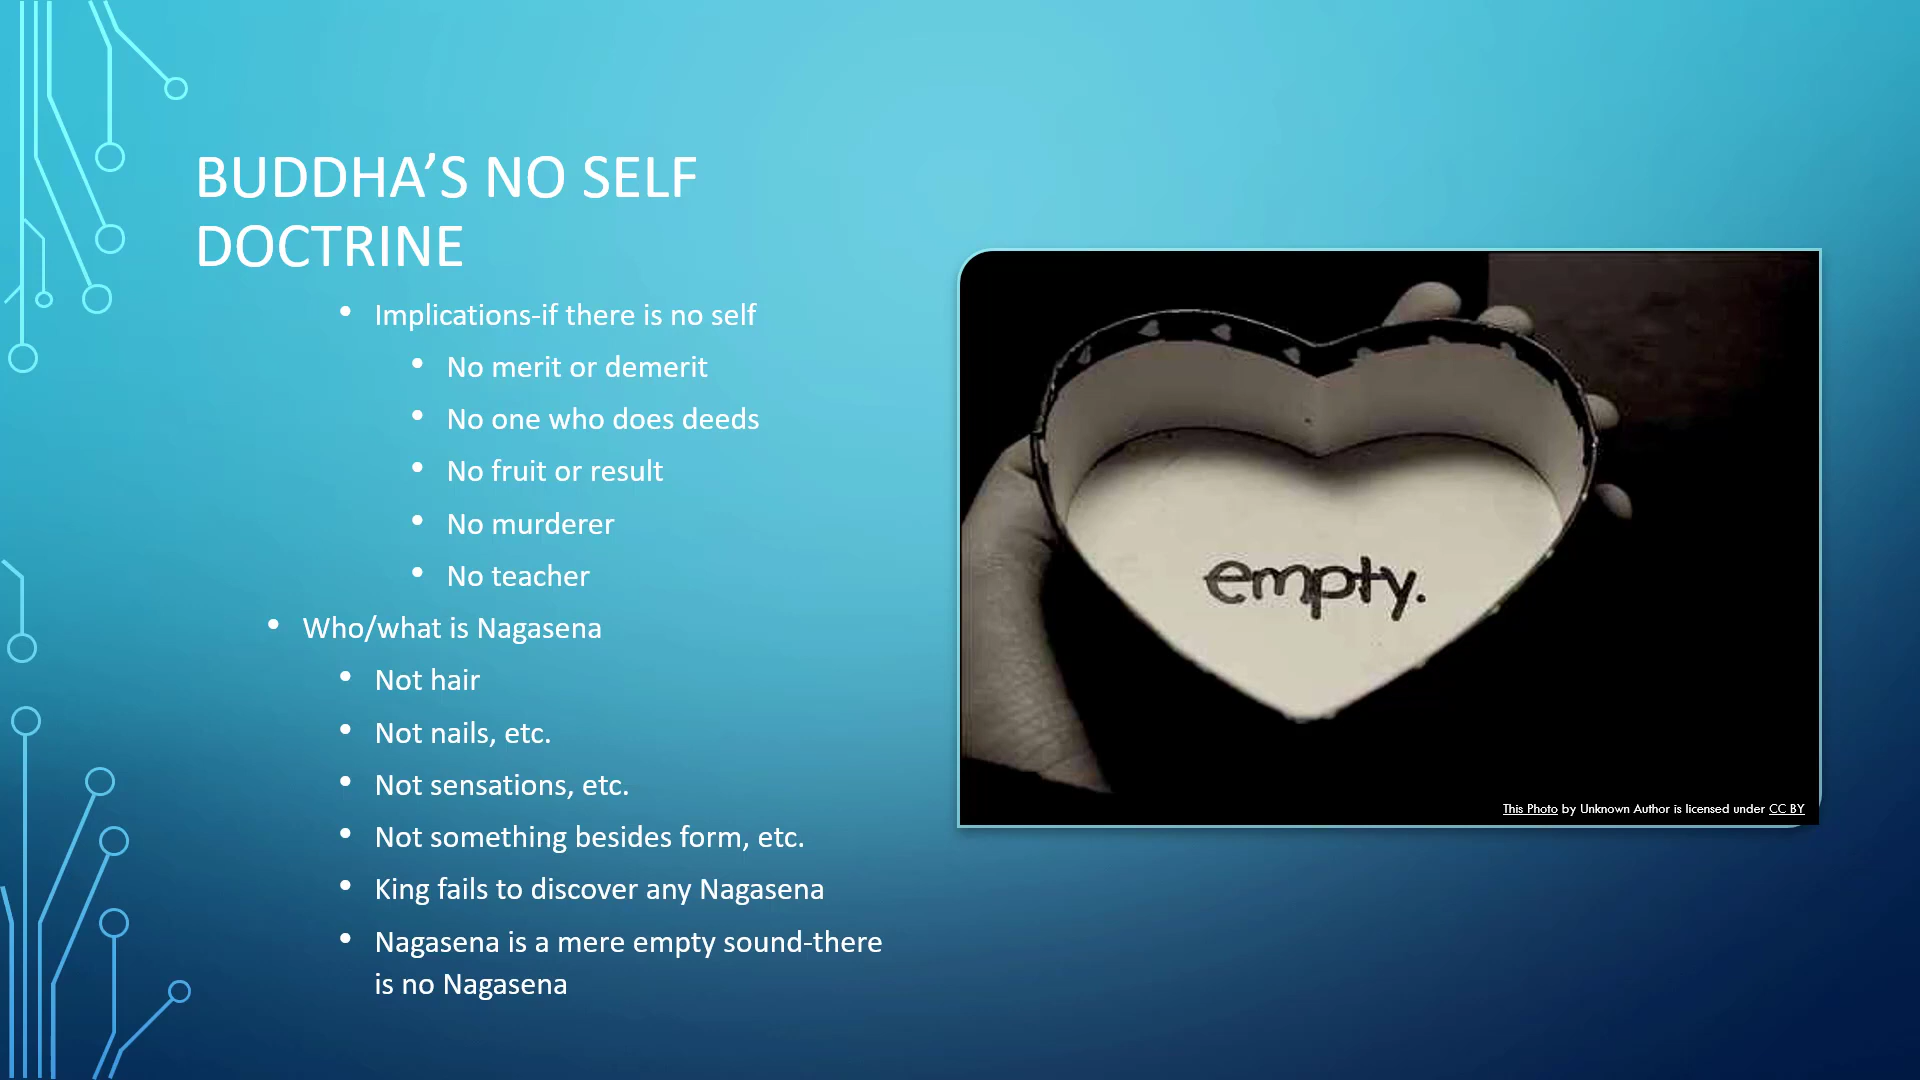 BUDDHA’S NO SELF
DOCTRINE
• Implications-if there is no self
• No merit or demerit
• No one who does deeds
• No fruit or result
• No murderer
• No teacher
• Who/what is Nagasena
• Not hair
• Not nails, etc.
• Not sensations, etc.
• Not something besides form, etc.
• King fails to discover any Nagasena
• Nagasena is a mere empty sound-there
is no Nagasena
empty.
This Photo by Unknown Author is licensed under CC BY